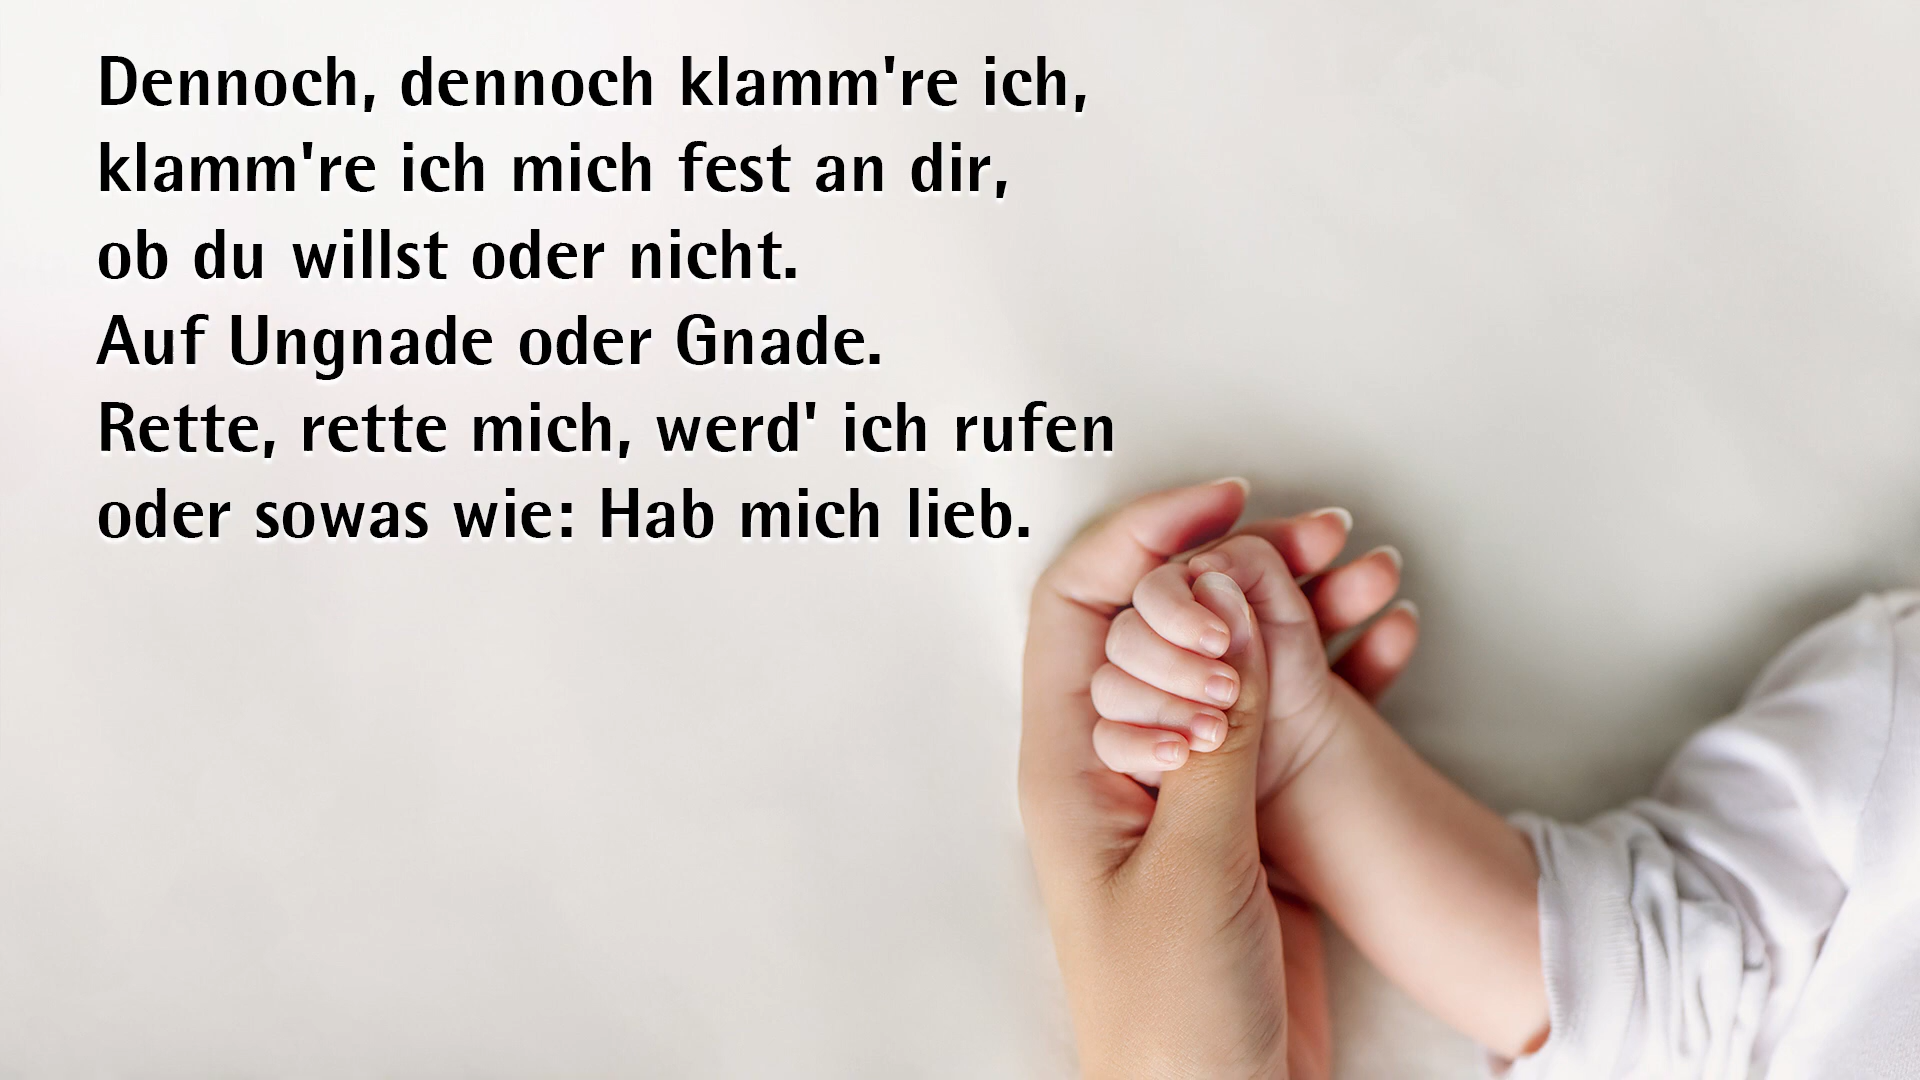 Dennoch, dennoch klamm're ich,
klamm're ich mich fest an dir,
ob du willst oder nicht.
Auf Ungnade oder Gnade.
Rette, rette mich, werd' ich rufen
oder sowas wie: Hab mich lieb.